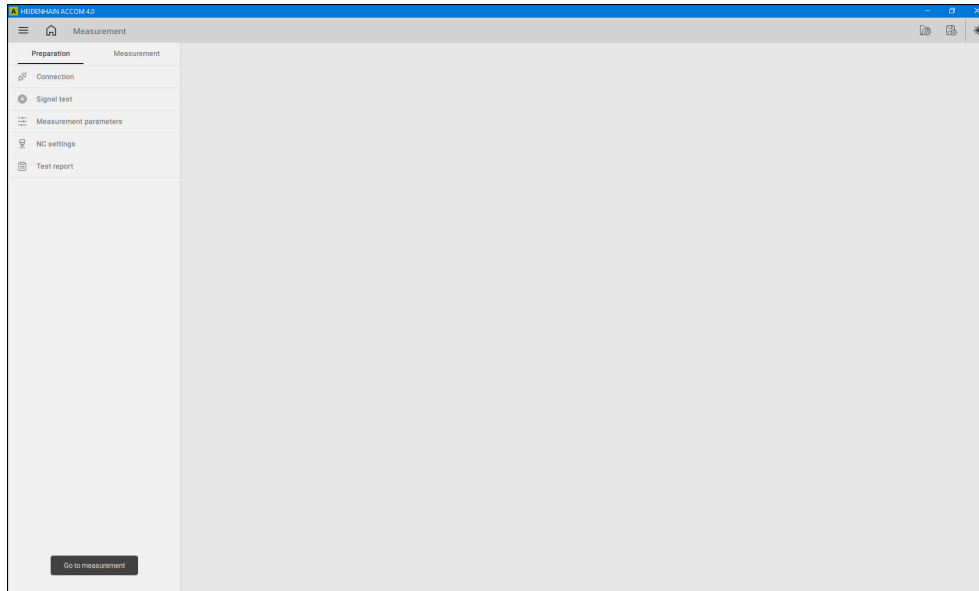 A HEIDENHAIN ACCOM 4.0
Measurement
Preparation Measurement
Connection
Signal test
Measurement parameters
NC settings
Test report
Go to measurement